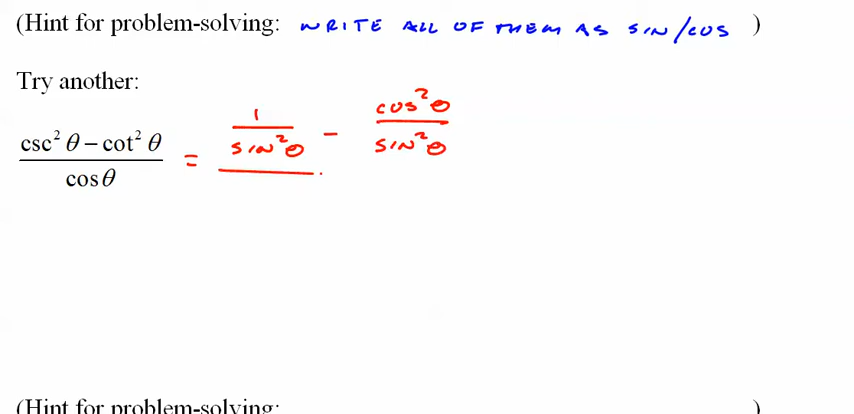 (Hint for problem-solving: WRITE ALL OF THEM AS SIN/COS )
Try another:
csc² θ – cot² θ / cos θ = 1 / SIN²θ – COS²θ / SIN²θ
(Hint for problem-solving: )